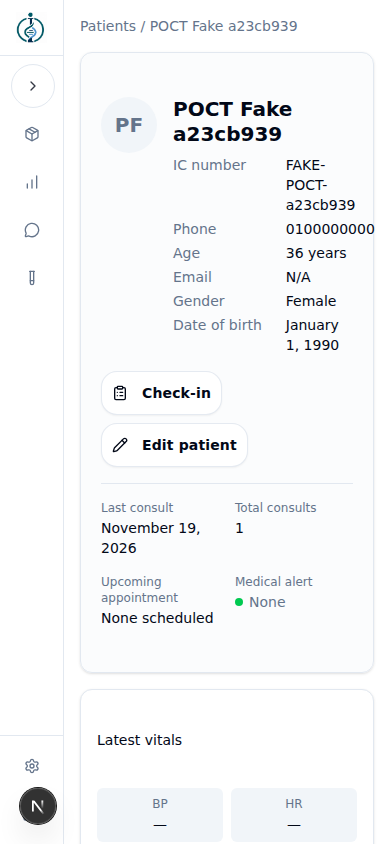 Patients / POCT Fake a23cb939
PF
POCT Fake
a23cb939
IC number
FAKE-
POCT-
a23cb939
Phone
0100000000
Age
36 years
Email
N/A
Gender
Female
Date of birth
January
1, 1990
Check-in
Edit patient
Last consult
November 19,
2026
Total consults
1
Upcoming
appointment
None scheduled
Medical alert
None
Latest vitals
BP
—
HR
—
N